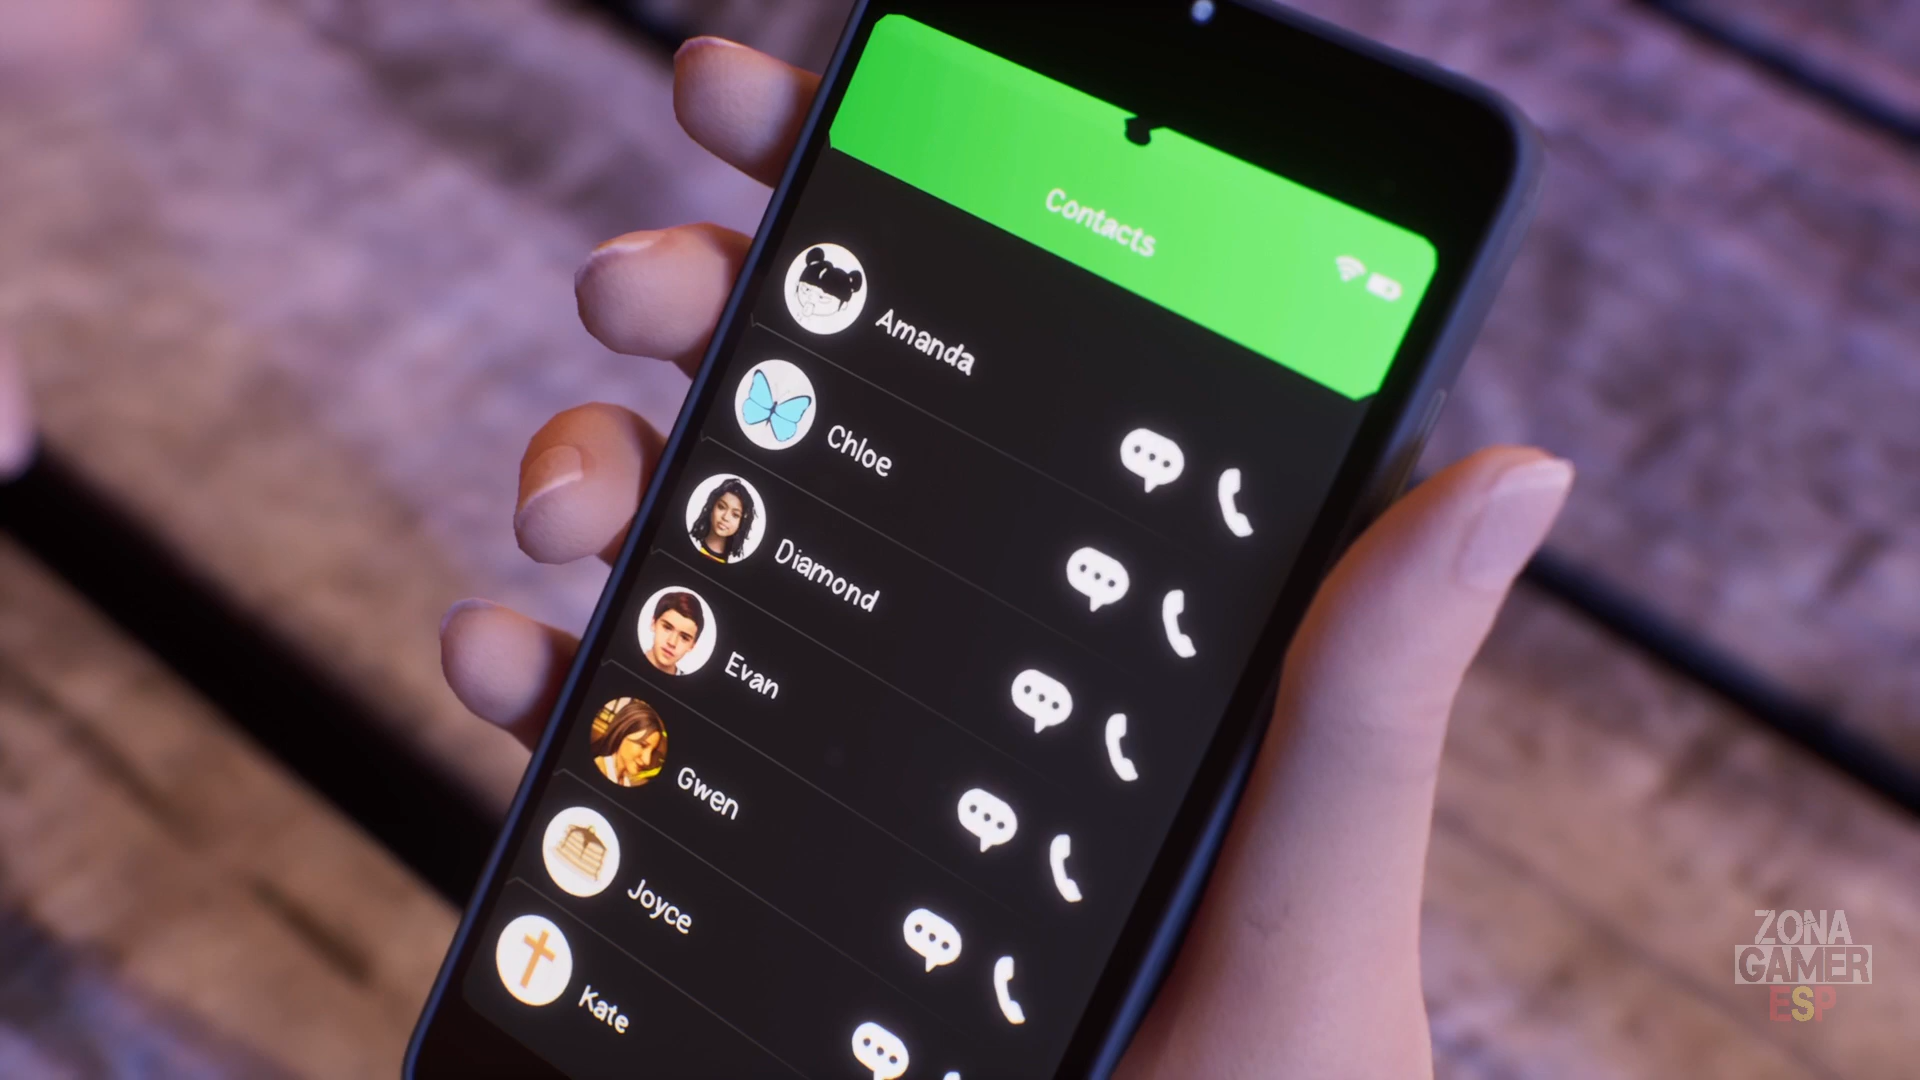 Contacts
Amanda
Chloe
Diamond
Evan
Gwen
Joyce
Kate
ZONA
GAMER
ESP